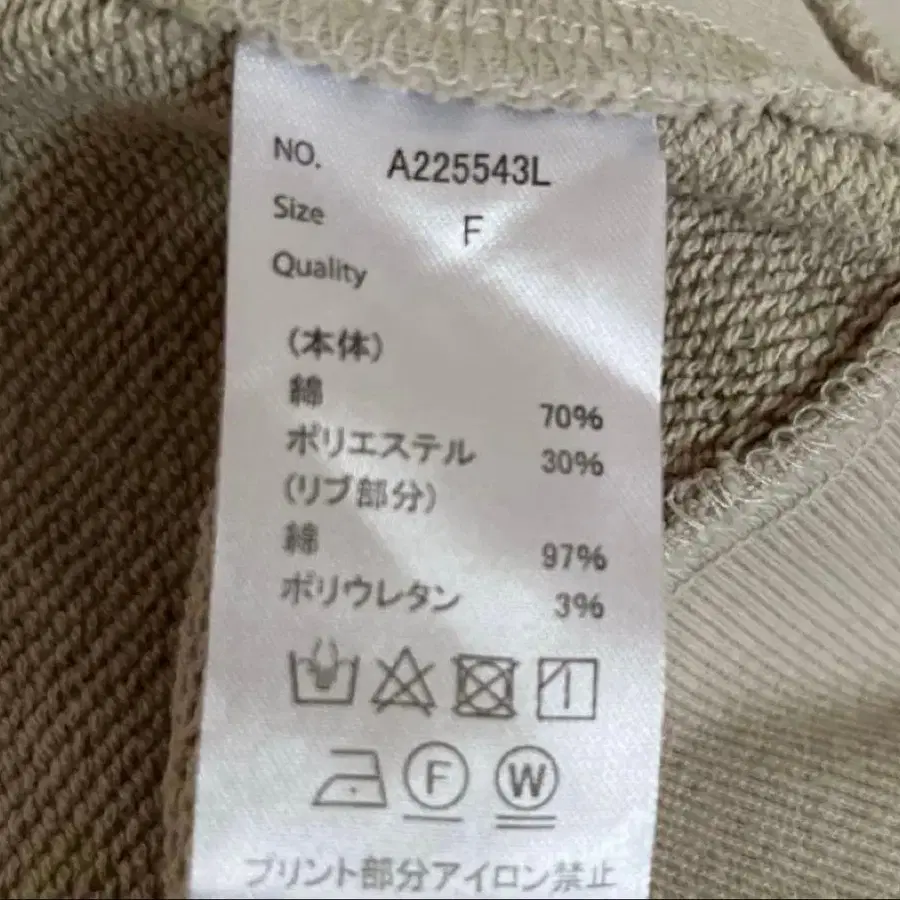 NO. A225543L
Size F
Quality
(本体)
綿 70%
ポリエステル 30%
(リブ部分)
綿 97%
ポリウレタン 3%
F W
プリント部分アイロン禁止